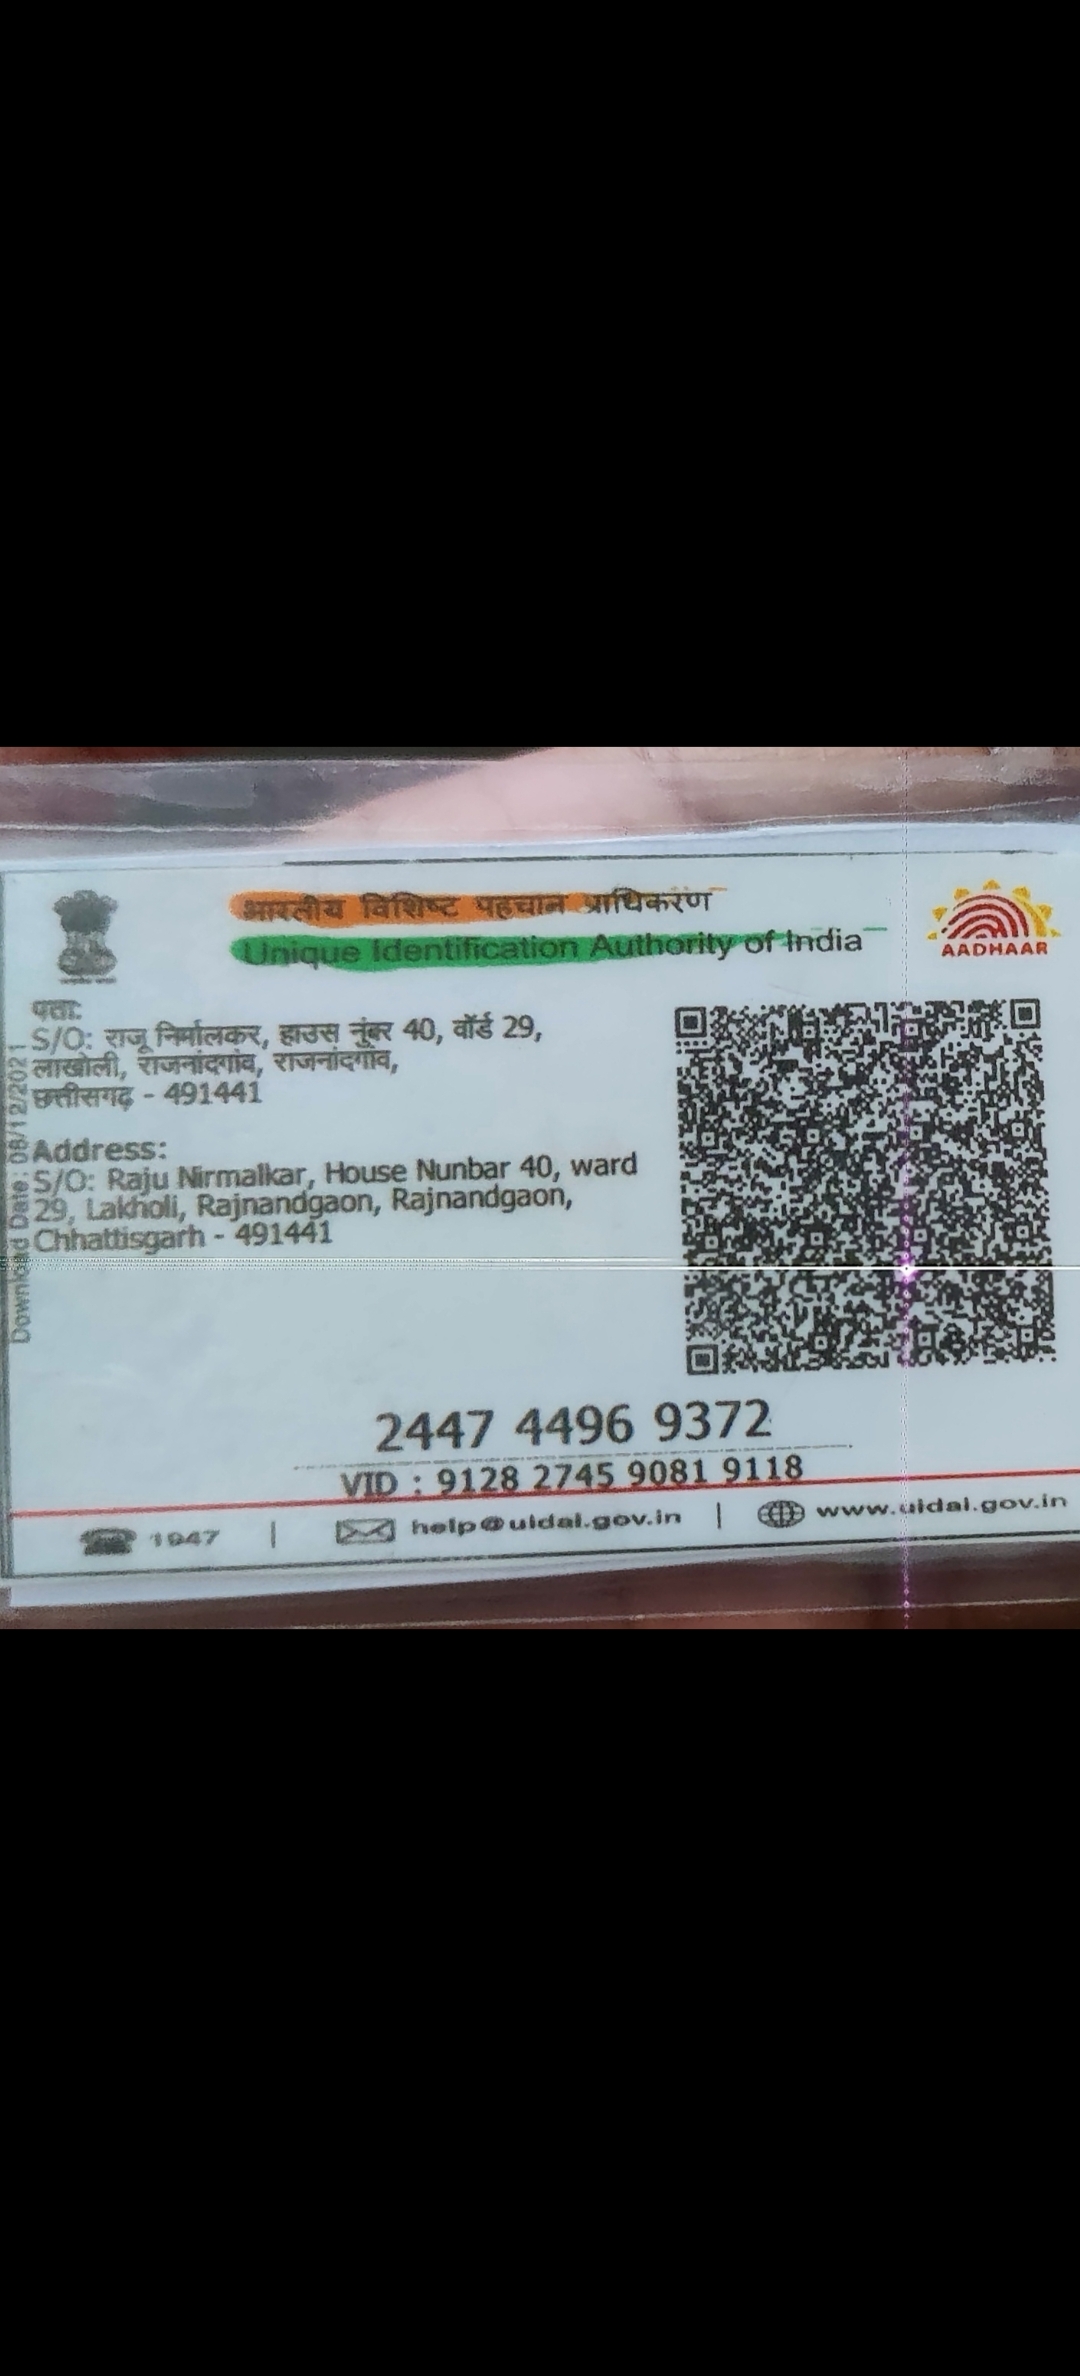 भारतीय विशिष्ट पहचान प्राधिकरण
Unique Identification Authority of India
AADHAAR
पता:
S/O: राजू निर्मालकर, हाउस नुंबर 40, वॉर्ड 29,
लाखोली, राजनांदगांव, राजनांदगांव,
छत्तीसगढ़ - 491441
Address:
S/O: Raju Nirmalkar, House Nunbar 40, ward
29, Lakholi, Rajnandgaon, Rajnandgaon,
Chhattisgarh - 491441
Download Date: 08/12/2021
2447 4496 9372
VID : 9128 2745 9081 9118
1947 | help@uidai.gov.in | www.uidai.gov.in